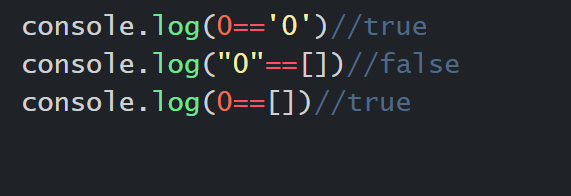 console.log(0=='0')//true
console.log("0"==[])//false
console.log(0==[])//true